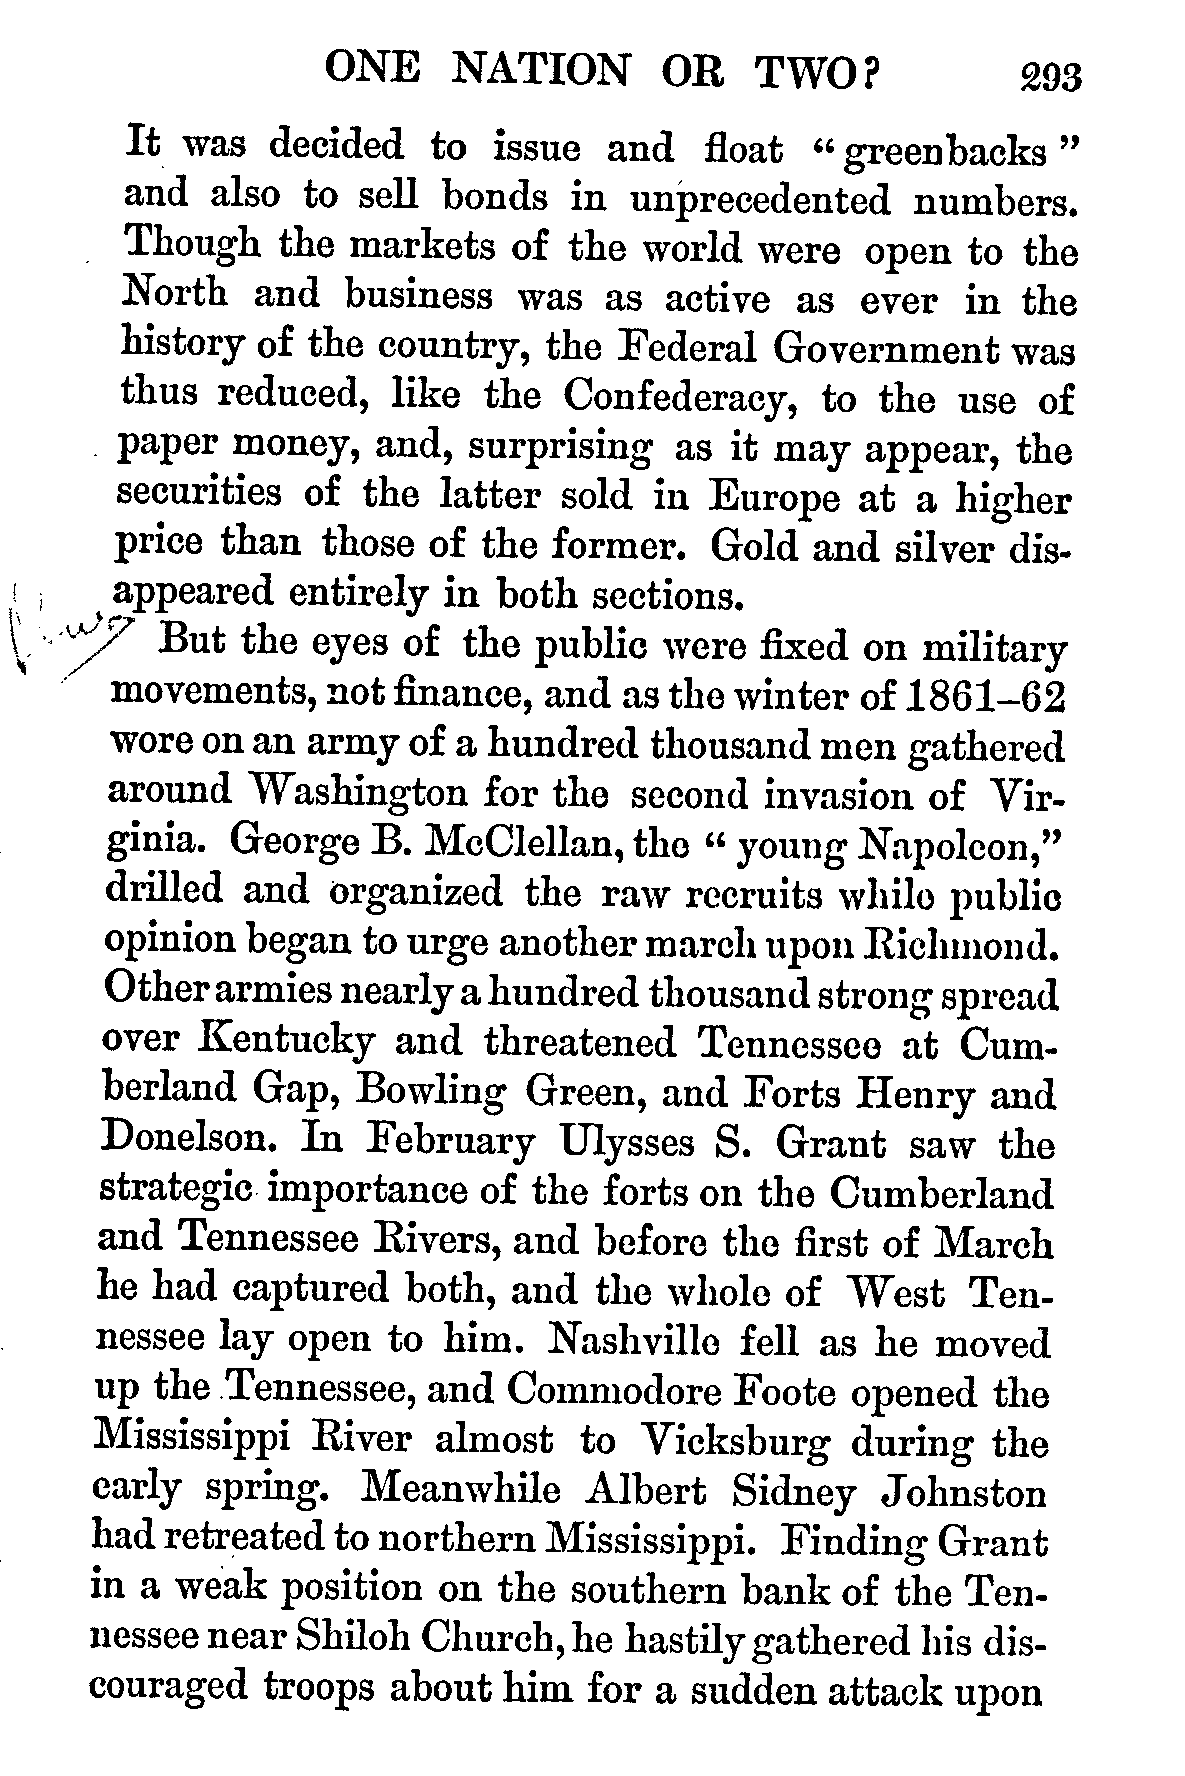 ONE NATION OR TWO? 293
It was decided to issue and float “greenbacks”
and also to sell bonds in unprecedented numbers.
Though the markets of the world were open to the
North and business was as active as ever in the
history of the country, the Federal Government was
thus reduced, like the Confederacy, to the use of
paper money, and, surprising as it may appear, the
securities of the latter sold in Europe at a higher
price than those of the former. Gold and silver dis-
appeared entirely in both sections.
But the eyes of the public were fixed on military
movements, not finance, and as the winter of 1861–62
wore on an army of a hundred thousand men gathered
around Washington for the second invasion of Vir-
ginia. George B. McClellan, the “young Napoleon,”
drilled and organized the raw recruits while public
opinion began to urge another march upon Richmond.
Other armies nearly a hundred thousand strong spread
over Kentucky and threatened Tennessee at Cum-
berland Gap, Bowling Green, and Forts Henry and
Donelson. In February Ulysses S. Grant saw the
strategic importance of the forts on the Cumberland
and Tennessee Rivers, and before the first of March
he had captured both, and the whole of West Ten-
nessee lay open to him. Nashville fell as he moved
up the Tennessee, and Commodore Foote opened the
Mississippi River almost to Vicksburg during the
early spring. Meanwhile Albert Sidney Johnston
had retreated to northern Mississippi. Finding Grant
in a weak position on the southern bank of the Ten-
nessee near Shiloh Church, he hastily gathered his dis-
couraged troops about him for a sudden attack upon